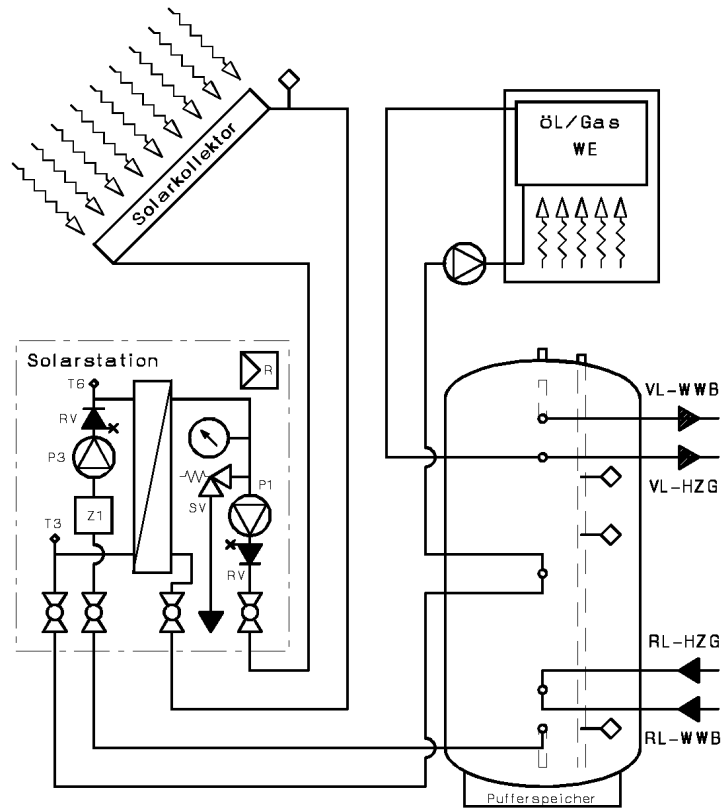 Solarkollektor
öL/Gas
WE
Solarstation
R
T6
RV
P3
Z1
T3
SV
P1
RV
VL-WWB
VL-HZG
RL-HZG
RL-WWB
Pufferspeicher